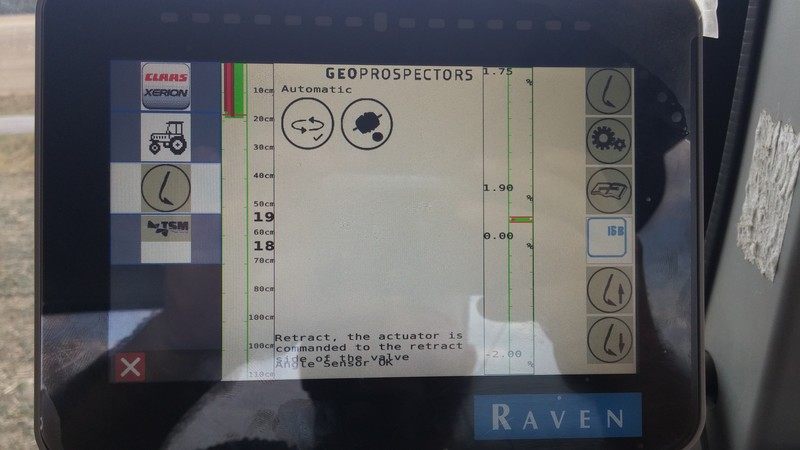 CLAAS
XERION
TSM
10cm
20cm
30cm
40cm
50cm
19
60cm
18
70cm
80cm
100cm
100cm
110cm
GEOPROSPECTORS
Automatic
Retract, the actuator is
commanded to the retract
side of the valve
Angle Sensor OK
1.75
%
1.90
%
0.00
%
-2.00
%
ISB
RAVEN